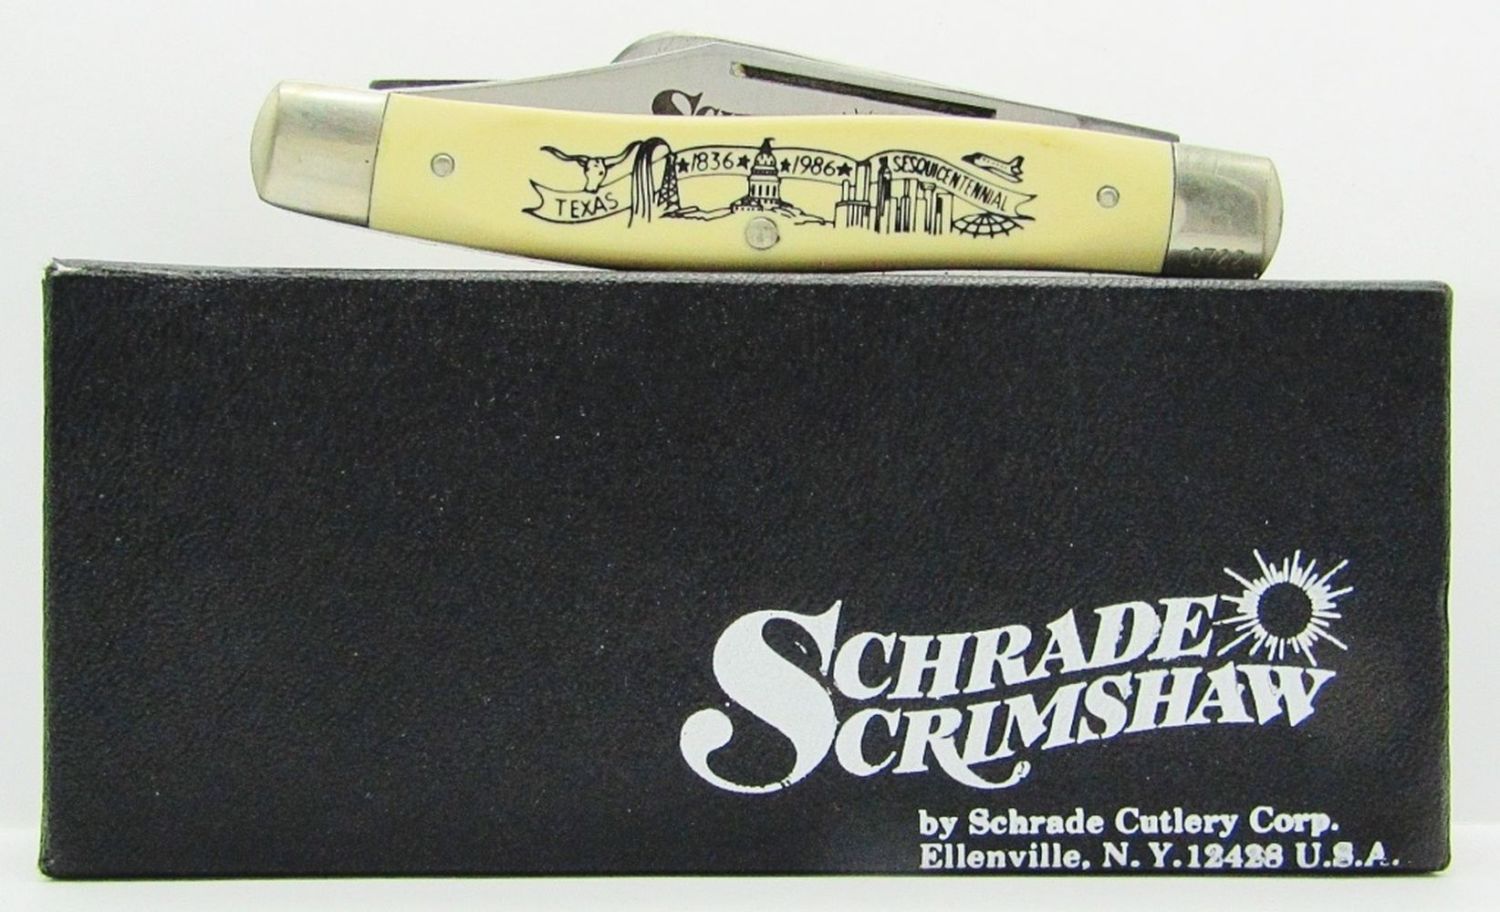 TEXAS
★1836★
★1986★
SESQUICENTENNIAL
SCHRADE
SCRIMSHAW
by Schrade Cutlery Corp.
Ellenville, N.Y. 12428 U.S.A.